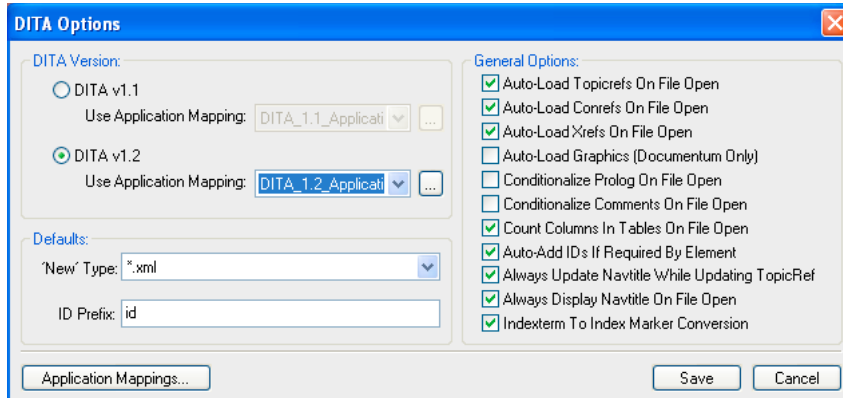 DITA Options
DITA Version:
DITA v1.1
Use Application Mapping: DITA_1.1_Applicati ...
DITA v1.2
Use Application Mapping: DITA_1.2_Applicati ...
Defaults:
'New' Type: *.xml
ID Prefix: id
General Options:
Auto-Load Topicrefs On File Open
Auto-Load Conrefs On File Open
Auto-Load Xrefs On File Open
Auto-Load Graphics (Documentum Only)
Conditionalize Prolog On File Open
Conditionalize Comments On File Open
Count Columns In Tables On File Open
Auto-Add IDs If Required By Element
Always Update Navtitle While Updating TopicRef
Always Display Navtitle On File Open
Indexterm To Index Marker Conversion
Application Mappings... Save Cancel